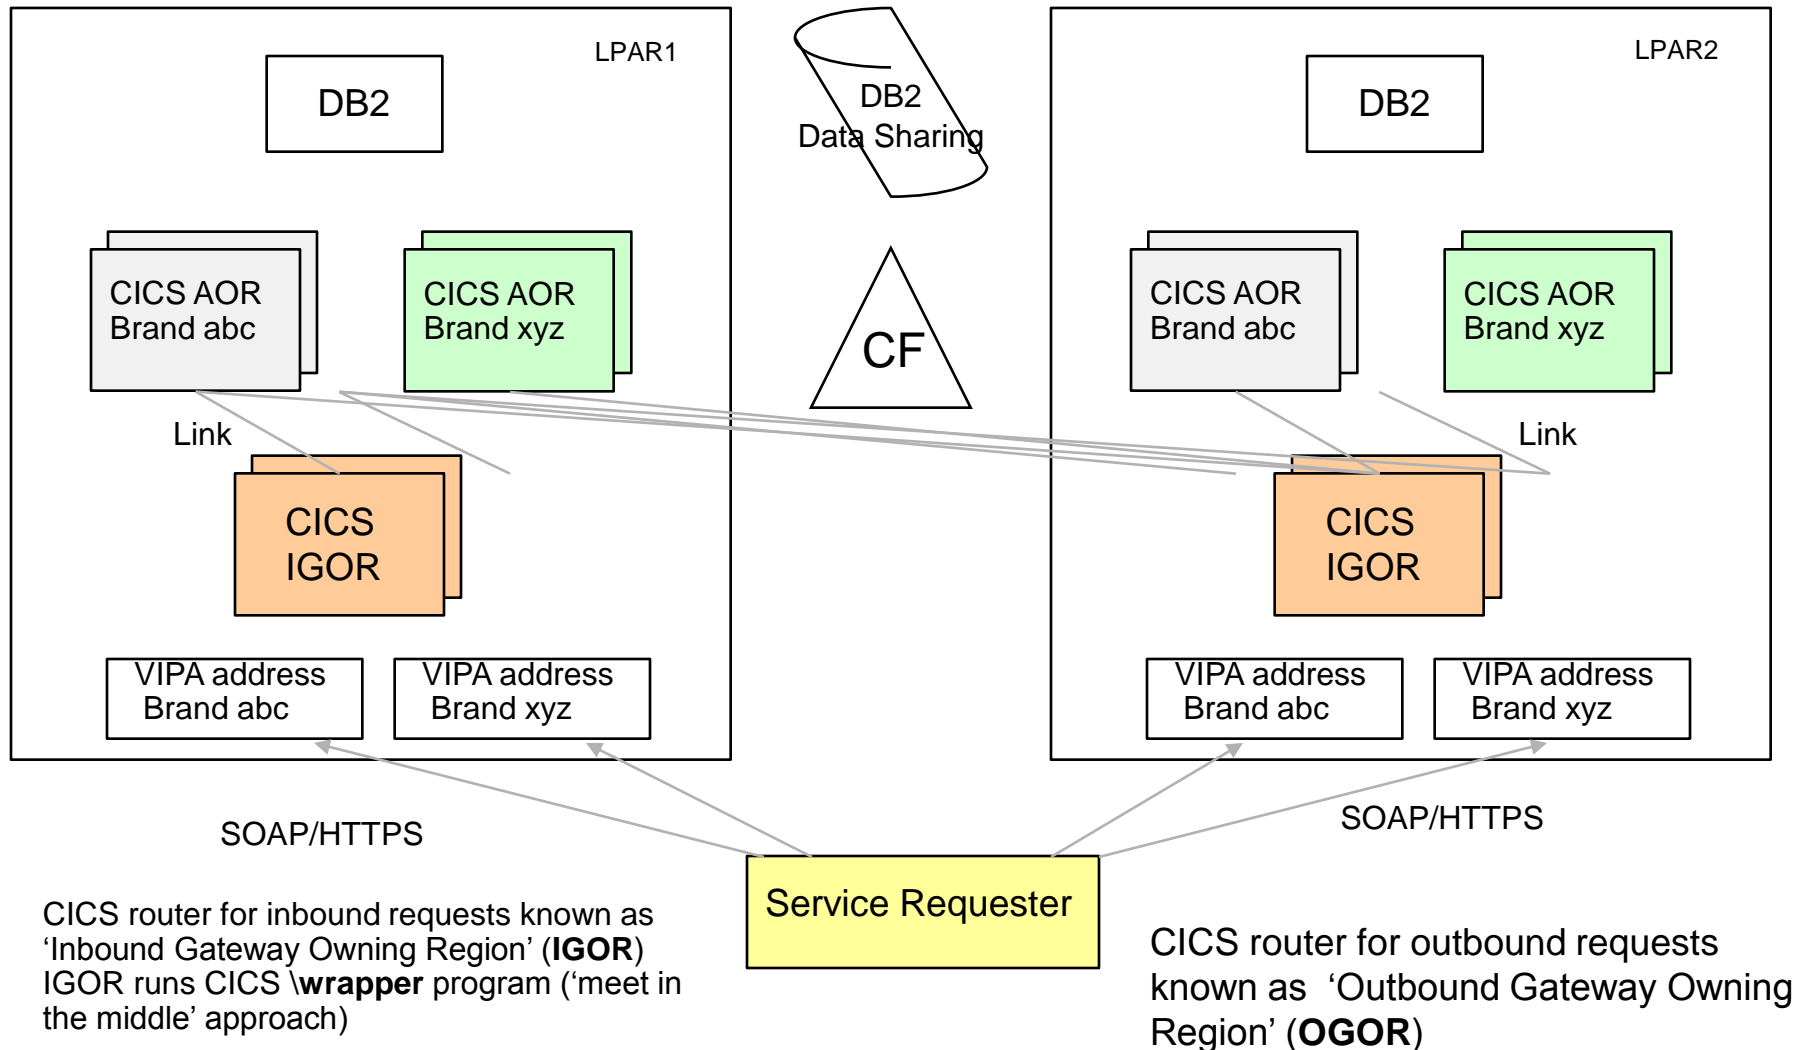 LPAR1
DB2
CICS AOR
Brand abc
CICS AOR
Brand xyz
Link
CICS
IGOR
VIPA address
Brand abc
VIPA address
Brand xyz
DB2
Data Sharing
CF
LPAR2
DB2
CICS AOR
Brand abc
CICS AOR
Brand xyz
Link
CICS
IGOR
VIPA address
Brand abc
VIPA address
Brand xyz
SOAP/HTTPS
SOAP/HTTPS
Service Requester
CICS router for inbound requests known as
‘Inbound Gateway Owning Region’ (IGOR)
IGOR runs CICS \wrapper program (‘meet in
the middle’ approach)
CICS router for outbound requests
known as ‘Outbound Gateway Owning
Region’ (OGOR)